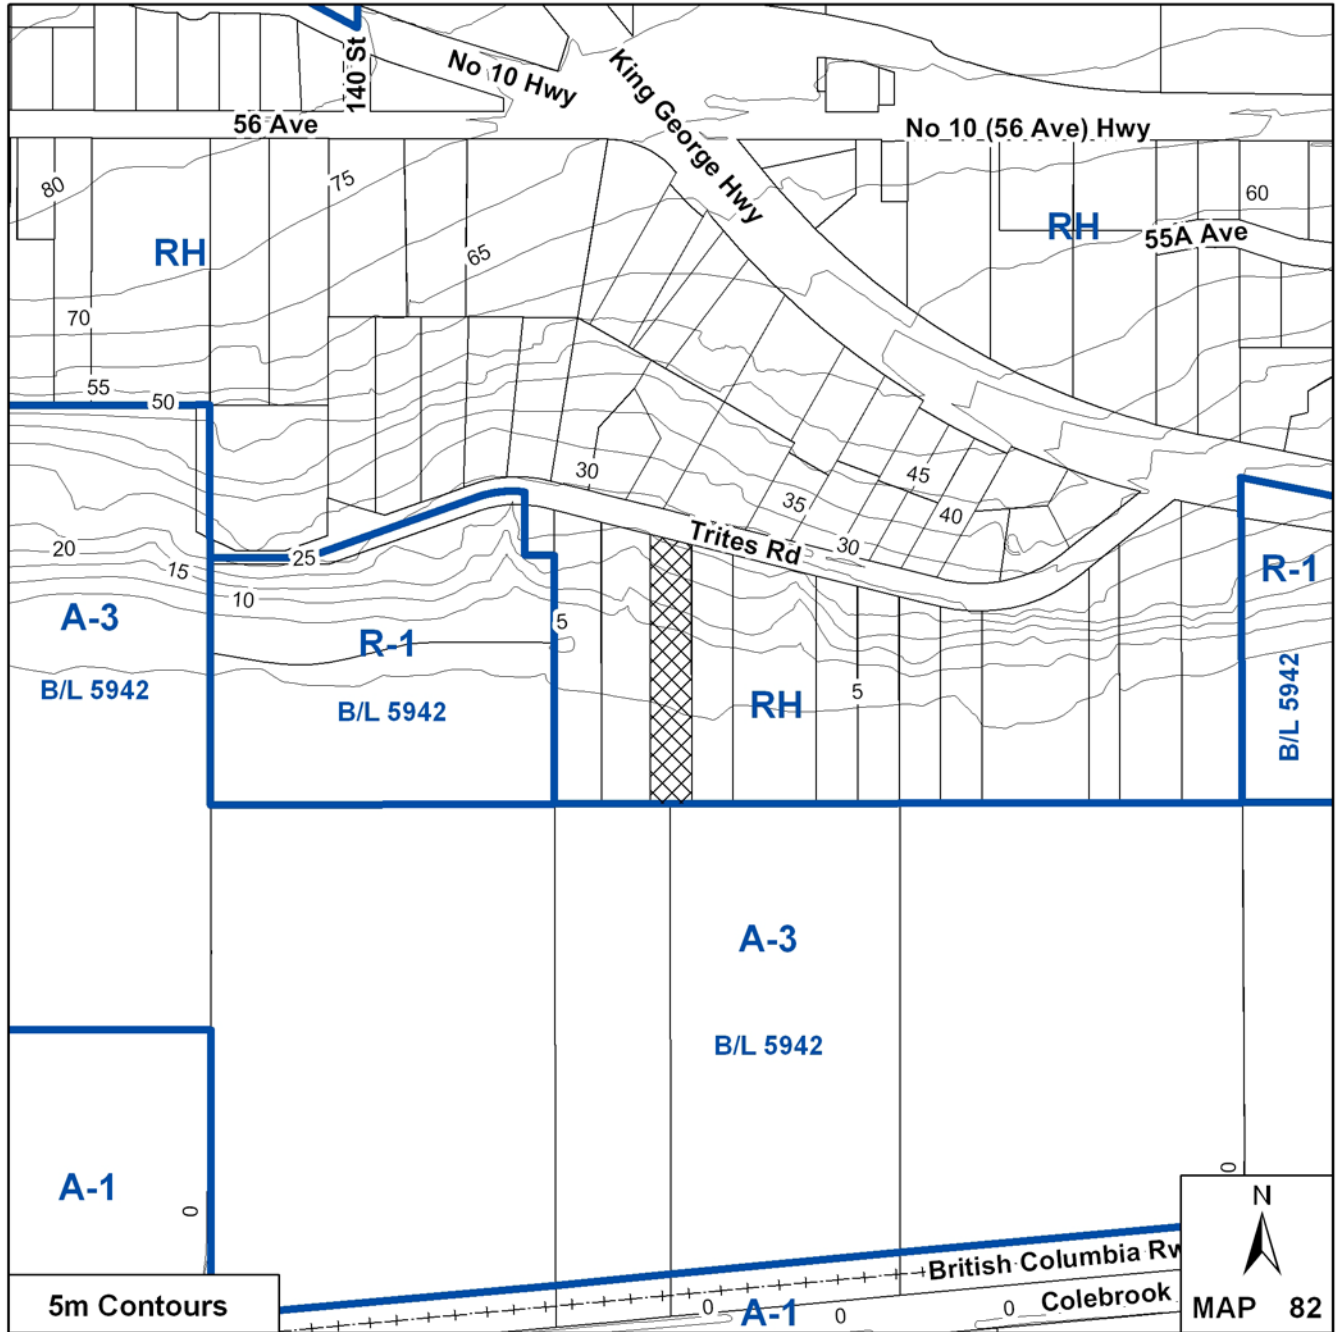 140 St
No 10 Hwy
King George Hwy
56 Ave
No 10 (56 Ave) Hwy
80
75
60
RH
RH
55A Ave
65
70
55
50
30
45
35
40
30
Trites Rd
20
25
15
10
R-1
A-3
5
R-1
B/L 5942
B/L 5942
RH
5
B/L 5942
A-3
B/L 5942
A-1
0
0
N
British Columbia Rw
5m Contours
0
A-1
0
0
Colebrook
MAP 82